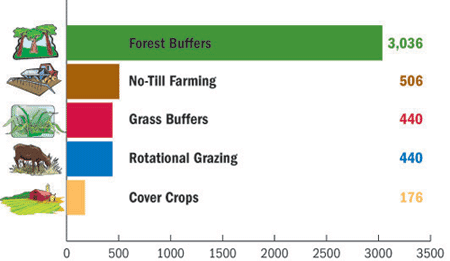 Forest Buffers 3,036
No-Till Farming 506
Grass Buffers 440
Rotational Grazing 440
Cover Crops 176
0 500 1000 1500 2000 2500 3000 3500